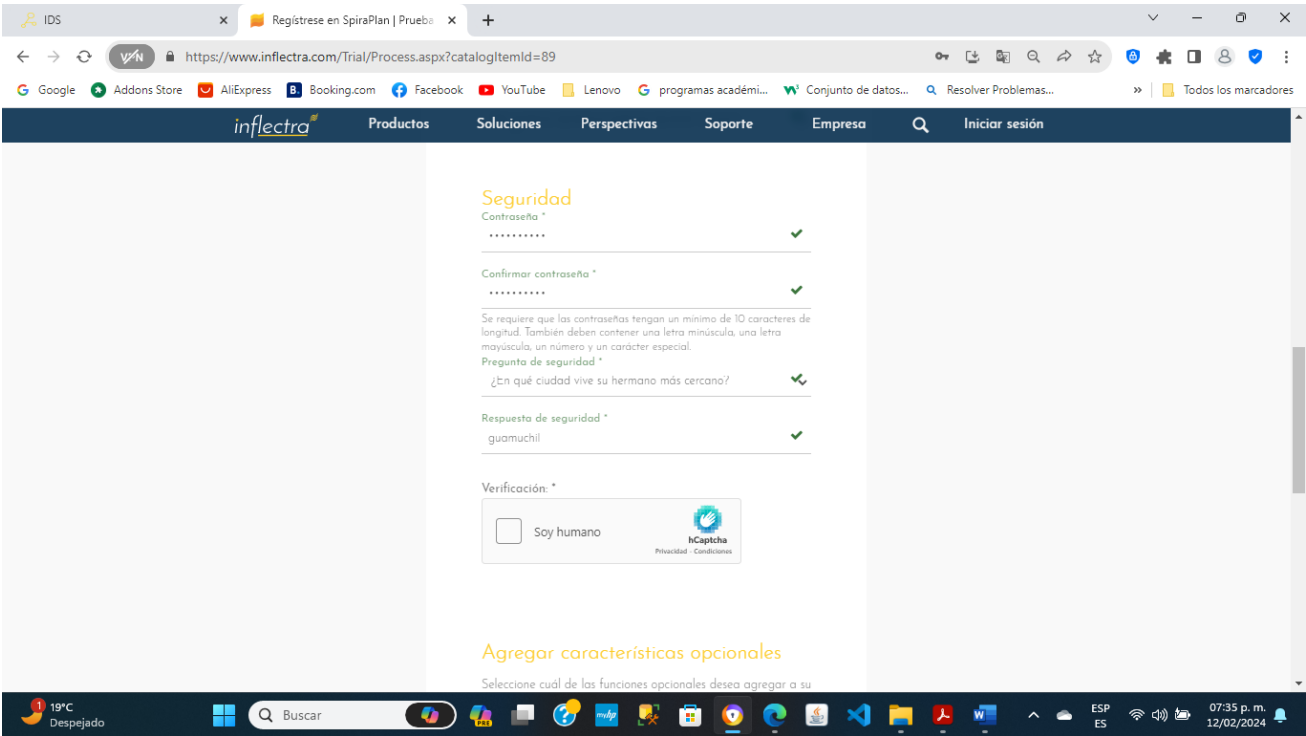 IDS
Regístrese en SpiraPlan | Prueba
VPN
https://www.inflectra.com/Trial/Process.aspx?catalogItemId=89
Google Addons Store AliExpress B. Booking.com Facebook YouTube Lenovo programas académi... Conjunto de datos... Resolver Problemas... » Todos los marcadores
inflectra Productos Soluciones Perspectivas Soporte Empresa Iniciar sesión
Seguridad
Contraseña *
••••••••••
Confirmar contraseña *
••••••••••
Se requiere que las contraseñas tengan un mínimo de 10 caracteres de
longitud. También deben contener una letra minúscula, una letra
mayúscula, un número y un carácter especial.
Pregunta de seguridad *
¿En qué ciudad vive su hermano más cercano?
Respuesta de seguridad *
guamuchil
Verificación: *
Soy humano
hCaptcha
Privacidad - Condiciones
Agregar características opcionales
Seleccione cuál de las funciones opcionales desea agregar a su
1
19°C
Despejado
Buscar
PRE
myhp
W
ESP
ES
07:35 p. m.
12/02/2024